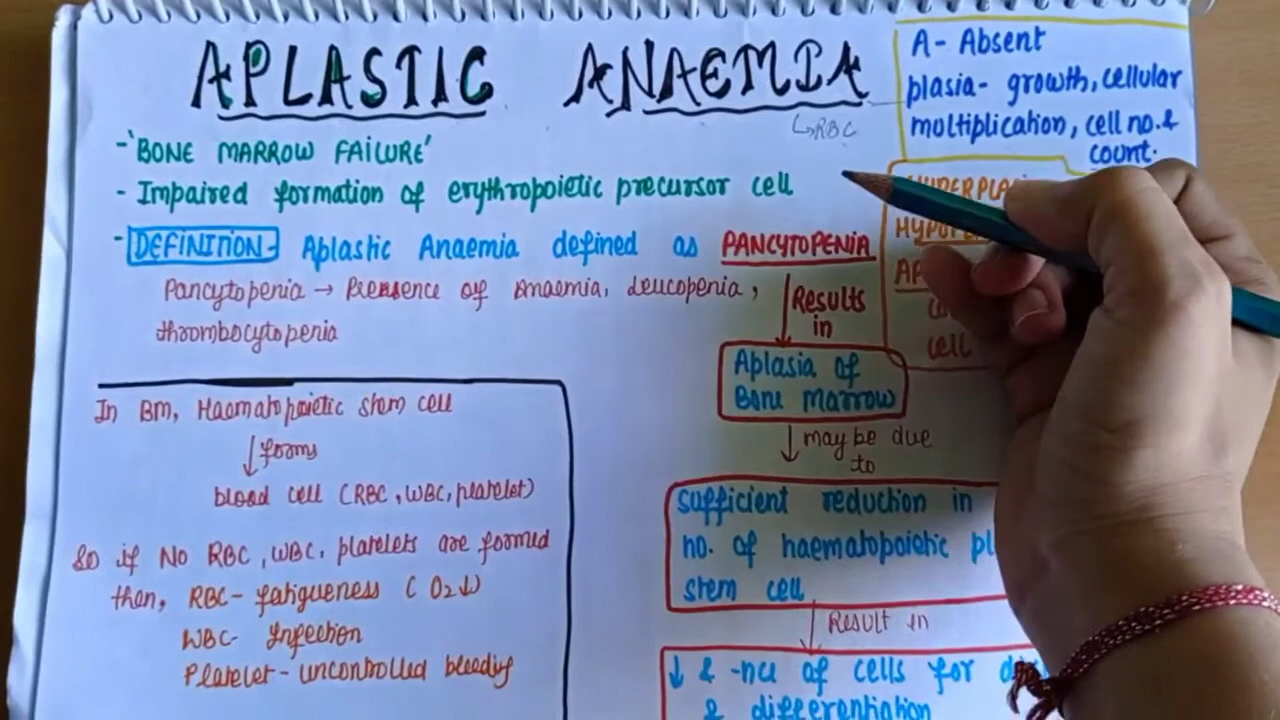 APLASTIC ANAEMIA
↳RBC
A- Absent
plasia- growth, cellular
multiplication, cell no. &
count.
-'BONE MARROW FAILURE'
- Impaired formation of erythropoietic precursor cell
- DEFINITION- Aplastic Anaemia defined as PANCYTOPENIA
Pancytopenia → Presence of Anaemia, Leucopenia,
thrombocytopenia
↓ Results
in
Aplasia of
Bone Marrow
↓ may be due
to
sufficient reduction in
no. of haematopoietic
stem cell
↓ Result in
↓ & -nce of cells for
& differentiation
cell
In BM, Haematopoietic stem cell
↓ forms
blood cell (RBC, WBC, platelet)
So if No RBC, WBC, platelets are formed
then, RBC- fatigueness ( O2↓)
WBC- Infection
Platelet- uncontrolled bleeding